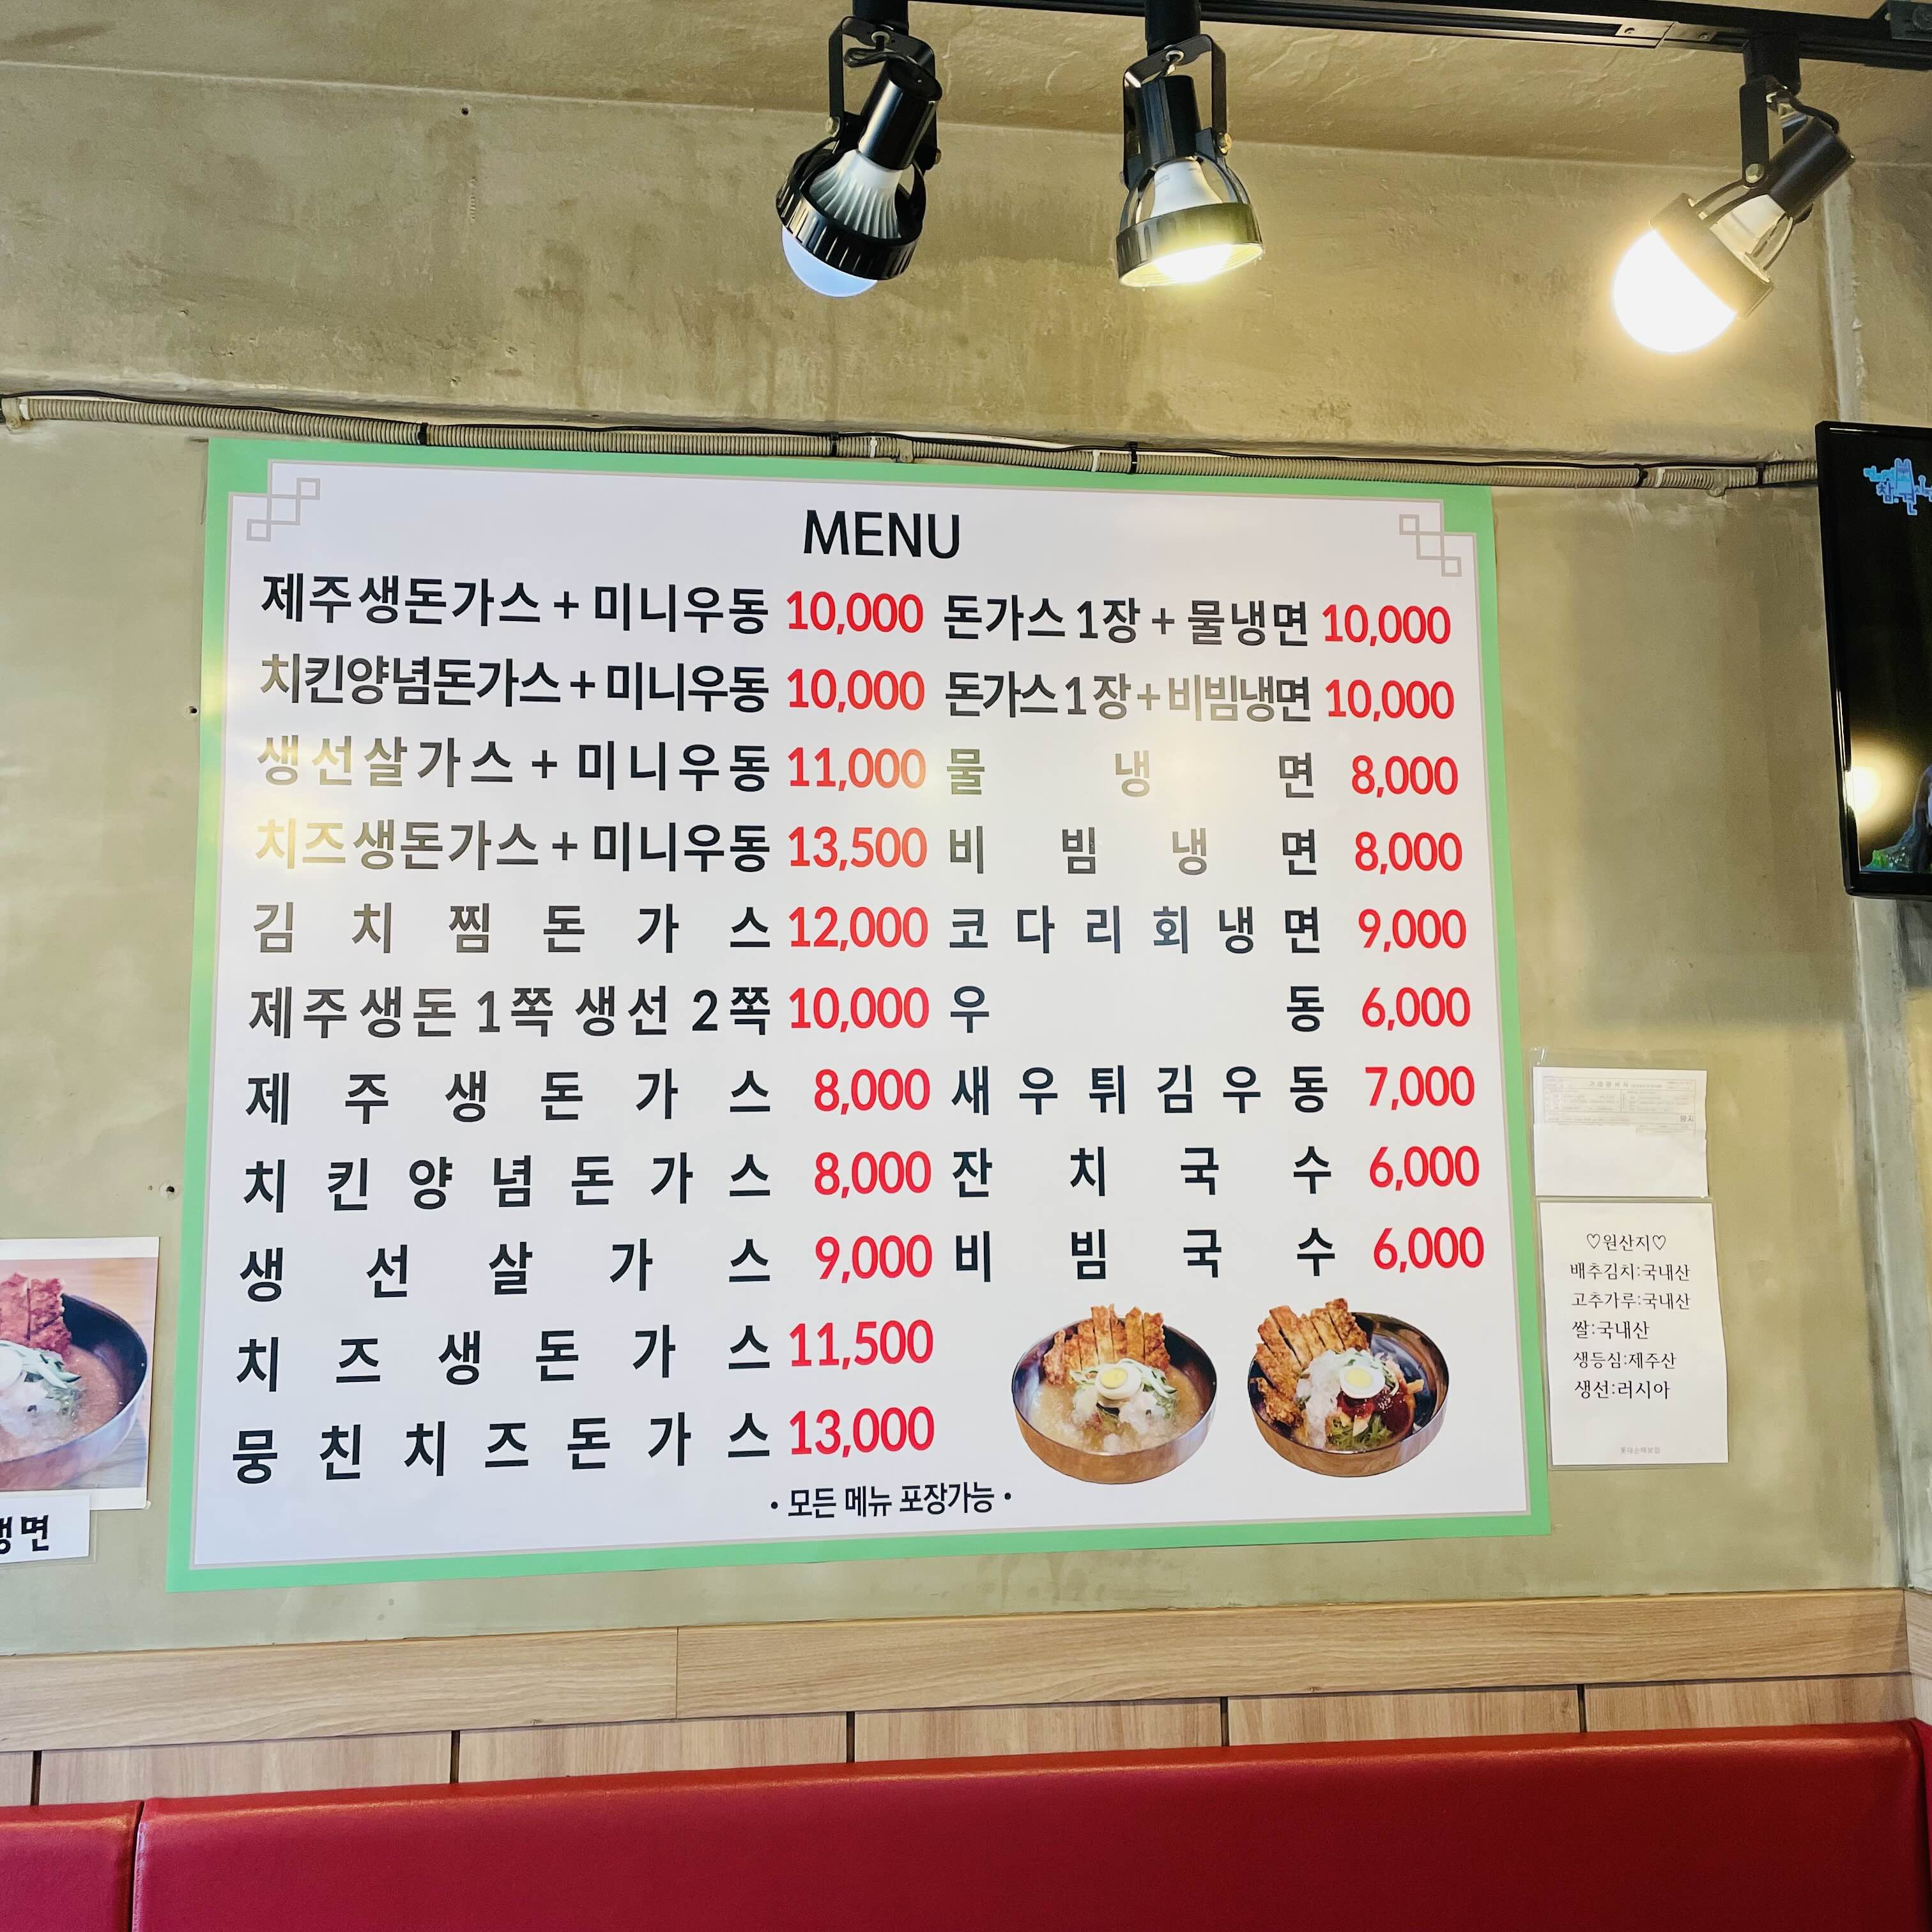 MENU
제주생돈가스 + 미니우동 10,000
치킨양념돈가스 + 미니우동 10,000
생선살가스 + 미니우동 11,000
치즈생돈가스 + 미니우동 13,500
김치찜돈가스 12,000
제주생돈 1쪽 생선 2쪽 10,000
제주생돈가스 8,000
치킨양념돈가스 8,000
생선살가스 9,000
치즈생돈가스 11,500
뭉친치즈돈가스 13,000
돈가스 1장 + 물냉면 10,000
돈가스 1장 + 비빔냉면 10,000
물냉면 8,000
비빔냉면 8,000
코다리회냉면 9,000
우동 6,000
새우튀김우동 7,000
잔치국수 6,000
비빔국수 6,000
• 모든 메뉴 포장가능 •
♡원산지♡
배추김치:국내산
고추가루:국내산
쌀:국내산
생등심:제주산
생선:러시아
냉면